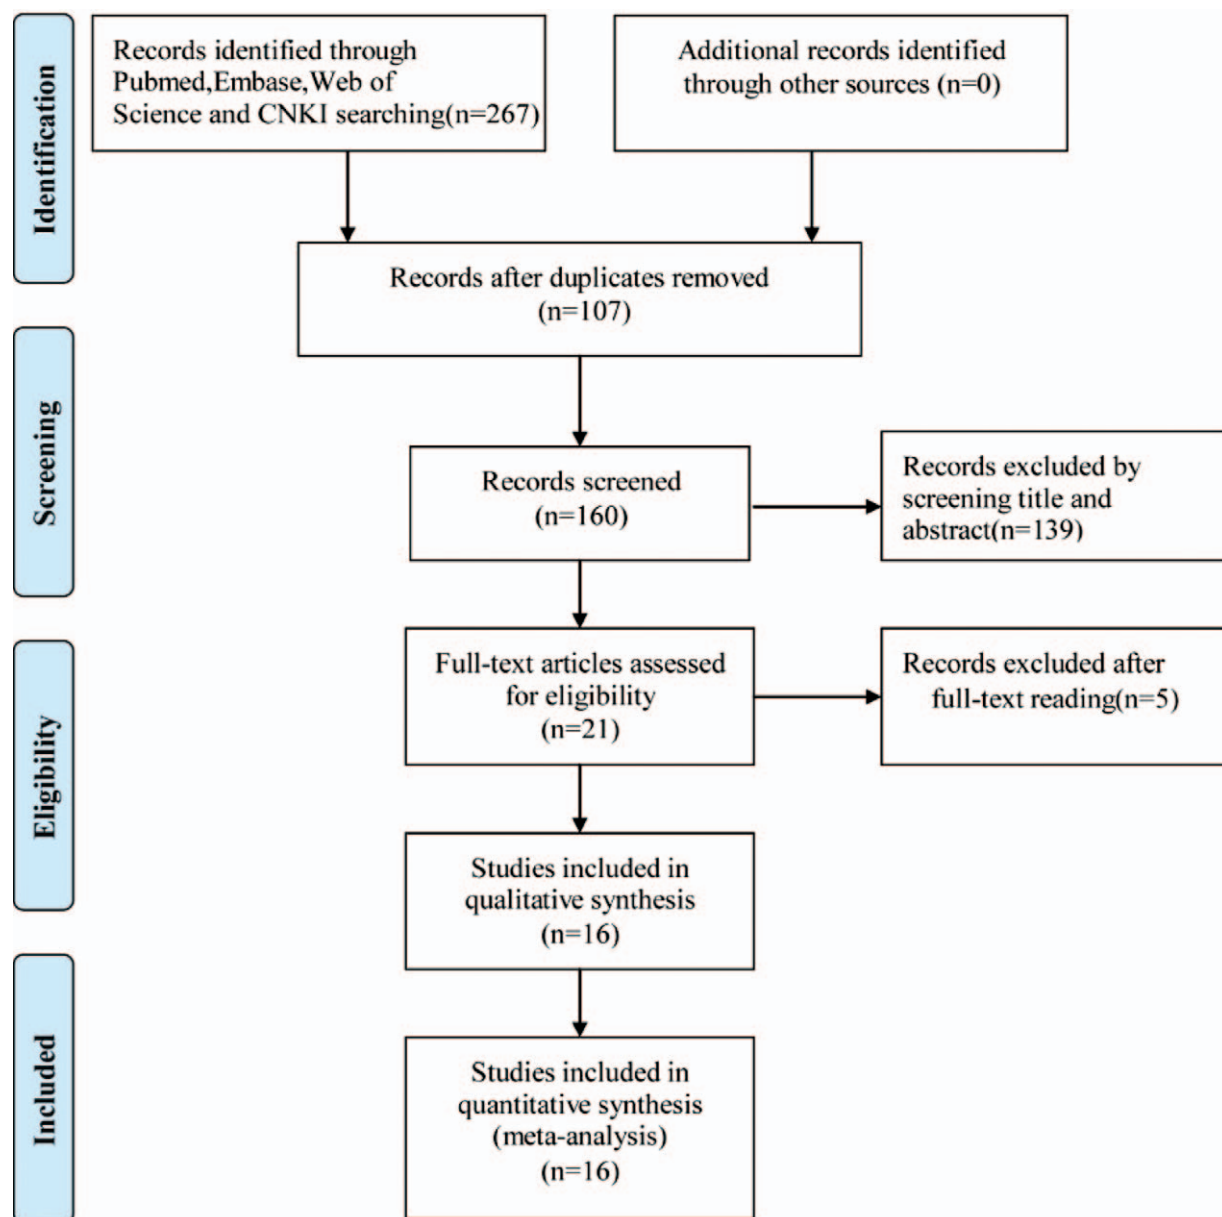 Identification
Records identified through
Pubmed,Embase,Web of
Science and CNKI searching(n=267)
Additional records identified
through other sources (n=0)
Records after duplicates removed
(n=107)
Screening
Records screened
(n=160)
Records excluded by
screening title and
abstract(n=139)
Eligibility
Full-text articles assessed
for eligibility
(n=21)
Records excluded after
full-text reading(n=5)
Studies included in
qualitative synthesis
(n=16)
Included
Studies included in
quantitative synthesis
(meta-analysis)
(n=16)